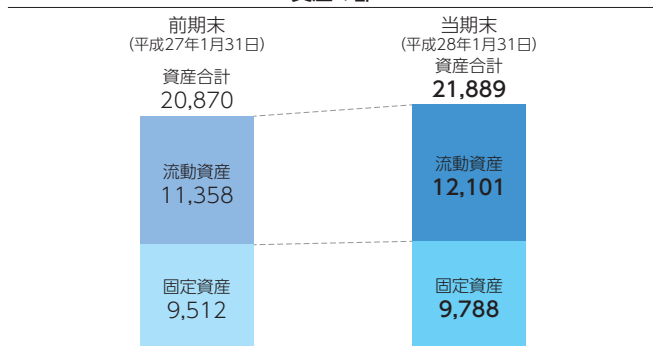 前期末
(平成27年1月31日)
資産合計
20,870
流動資産
11,358
固定資産
9,512
当期末
(平成28年1月31日)
資産合計
21,889
流動資産
12,101
固定資産
9,788